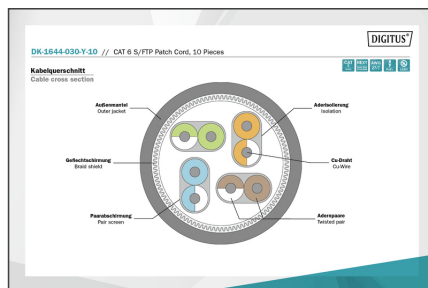 DIGITUS®
DK-1644-030-Y-10 // CAT 6 S/FTP Patch Cord, 10 Pieces
Kabelquerschnitt
Cable cross section
Außenmantel
Outer jacket
Aderisolierung
Isolation
Geflechtschirmung
Braid shield
Cu-Draht
Cu-Wire
Paarabschirmung
Pair screen
Adernpaare
Twisted pair